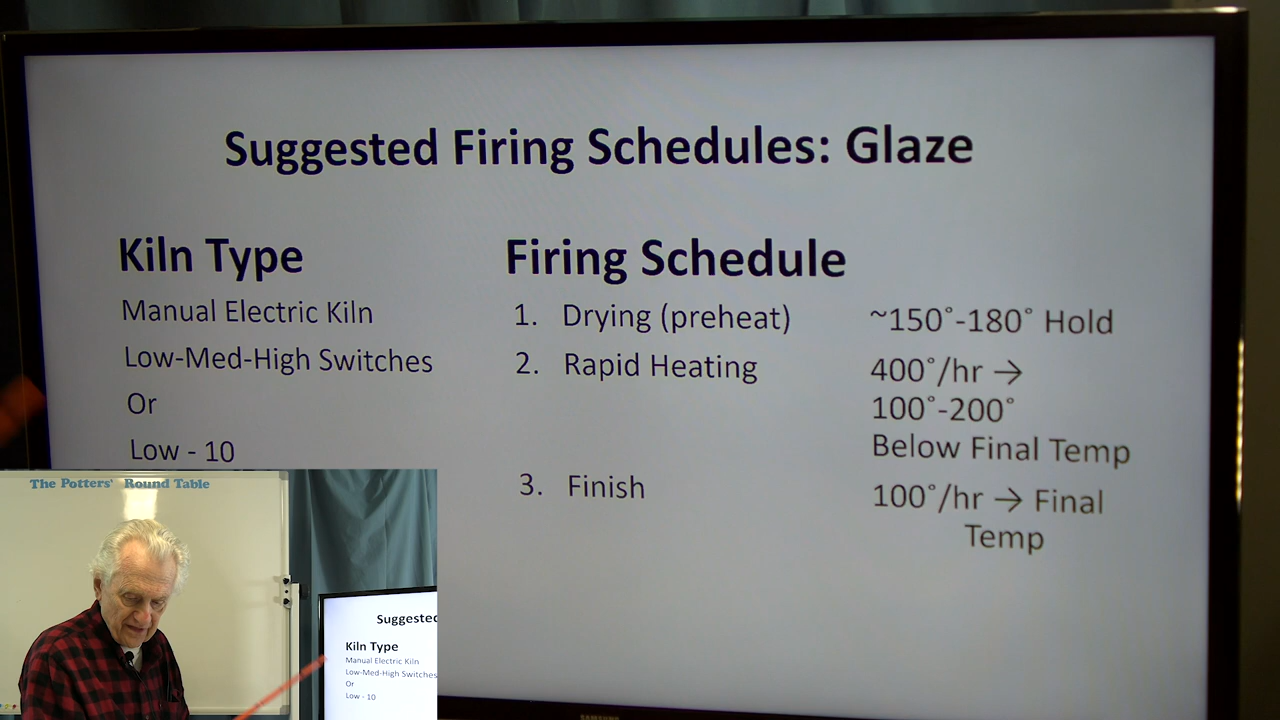 Suggested Firing Schedules: Glaze
Kiln Type
Manual Electric Kiln
Low-Med-High Switches
Or
Low - 10
Firing Schedule
1. Drying (preheat) ~150°-180° Hold
2. Rapid Heating 400°/hr →
100°-200°
Below Final Temp
3. Finish 100°/hr → Final
Temp
The Potters' Round Table
Suggested
Kiln Type
Manual Electric Kiln
Low-Med-High Switches
Or
Low - 10
SAMSUNG